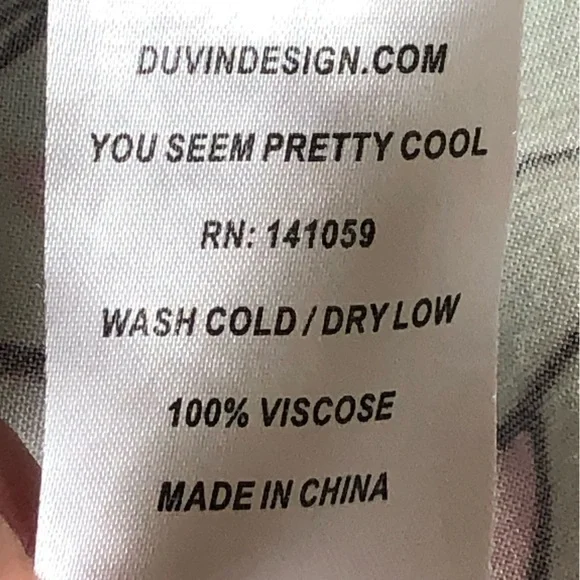 DUVINDESIGN.COM
YOU SEEM PRETTY COOL
RN: 141059
WASH COLD / DRY LOW
100% VISCOSE
MADE IN CHINA